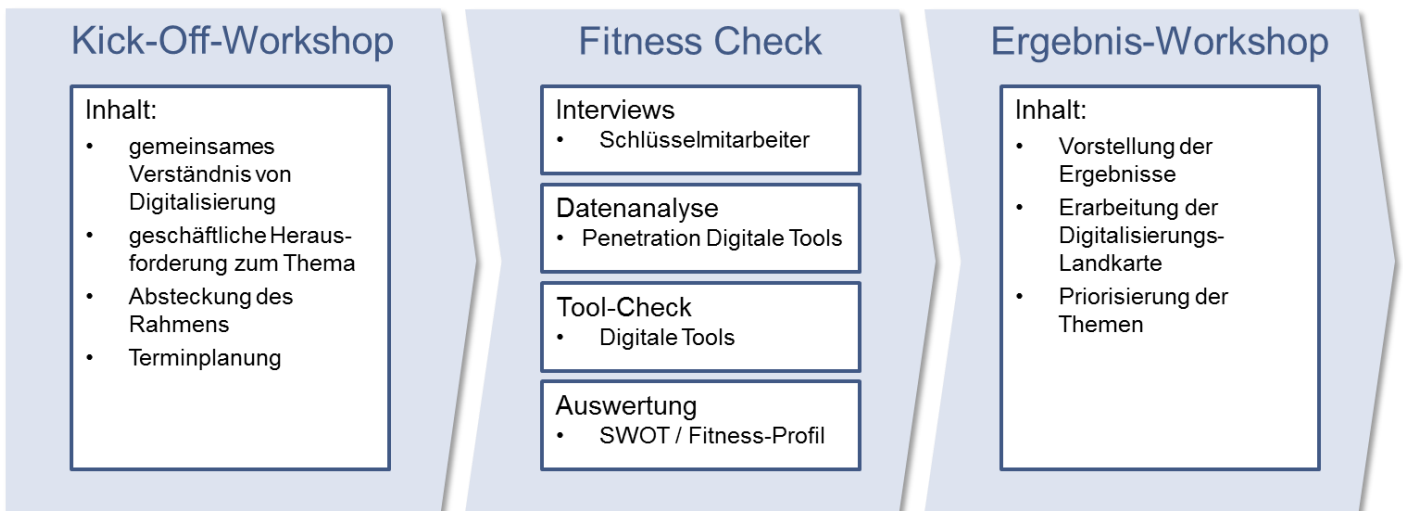 Kick-Off-Workshop
Inhalt:
• gemeinsames
Verständnis von
Digitalisierung
• geschäftliche Heraus-
forderung zum Thema
• Absteckung des
Rahmens
• Terminplanung
Fitness Check
Interviews
• Schlüsselmitarbeiter
Datenanalyse
• Penetration Digitale Tools
Tool-Check
• Digitale Tools
Auswertung
• SWOT / Fitness-Profil
Ergebnis-Workshop
Inhalt:
• Vorstellung der
Ergebnisse
• Erarbeitung der
Digitalisierungs-
Landkarte
• Priorisierung der
Themen